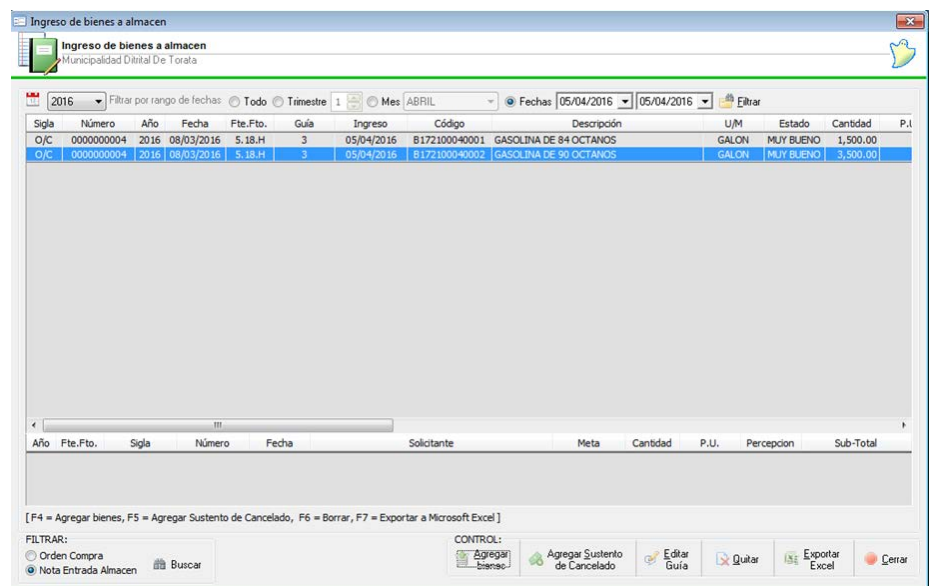 Ingreso de bienes a almacen
Ingreso de bienes a almacen
Municipalidad Ditrital De Torata
2016 Filtrar por rango de fechas Todo Trimestre 1 Mes ABRIL Fechas 05/04/2016 05/04/2016 Filtrar
Sigla Número Año Fecha Fte.Fto. Guía Ingreso Código Descripción U/M Estado Cantidad
O/C 0000000004 2016 08/03/2016 5.18.H 3 05/04/2016 B172100040001 GASOLINA DE 84 OCTANOS GALON MUY BUENO 1,500.00
O/C 0000000004 2016 08/03/2016 5.18.H 3 05/04/2016 B172100040002 GASOLINA DE 90 OCTANOS GALON MUY BUENO 3,500.00
Año Fte.Fto. Sigla Número Fecha Solicitante Meta Cantidad P.U. Percepcion Sub-Total
[ F4 = Agregar bienes, F5 = Agregar Sustento de Cancelado, F6 = Borrar, F7 = Exportar a Microsoft Excel ]
FILTRAR:
Orden Compra
Nota Entrada Almacen
Buscar
CONTROL:
Agregar bienes
Agregar Sustento
de Cancelado
Editar
Guía
Quitar
Exportar
Excel
Cerrar